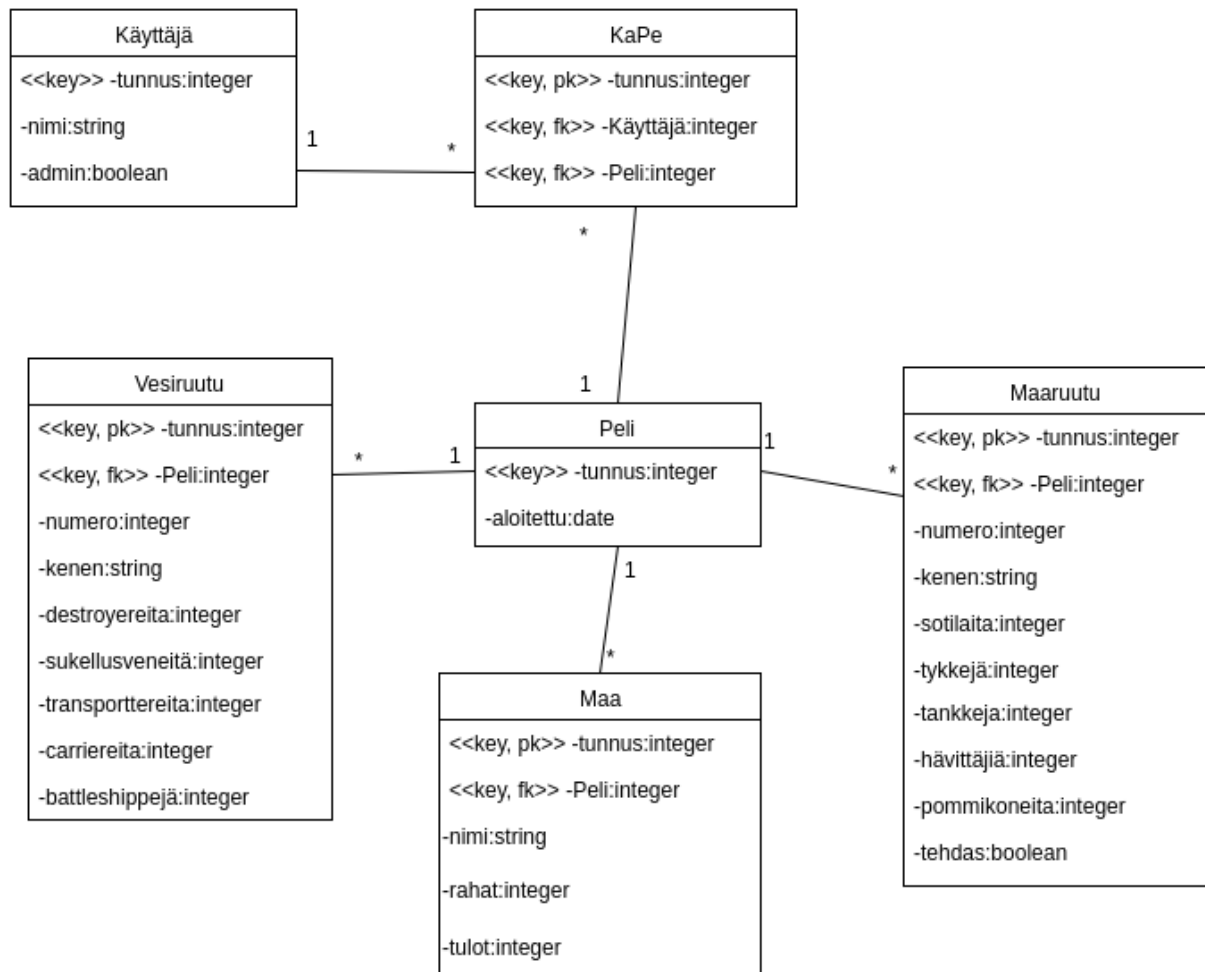 Käyttäjä
<<key>> -tunnus:integer
-nimi:string
-admin:boolean
1
*
KaPe
<<key, pk>> -tunnus:integer
<<key, fk>> -Käyttäjä:integer
<<key, fk>> -Peli:integer
*
1
Vesiruutu
<<key, pk>> -tunnus:integer
<<key, fk>> -Peli:integer
-numero:integer
-kenen:string
-destroyereita:integer
-sukellusveneitä:integer
-transporttereita:integer
-carriereita:integer
-battleshippejä:integer
*
1
Peli
<<key>> -tunnus:integer
-aloitettu:date
1
*
Maaruutu
<<key, pk>> -tunnus:integer
<<key, fk>> -Peli:integer
-numero:integer
-kenen:string
-sotilaita:integer
-tykkejä:integer
-tankkeja:integer
-hävittäjiä:integer
-pommikoneita:integer
-tehdas:boolean
1
*
Maa
<<key, pk>> -tunnus:integer
<<key, fk>> -Peli:integer
-nimi:string
-rahat:integer
-tulot:integer